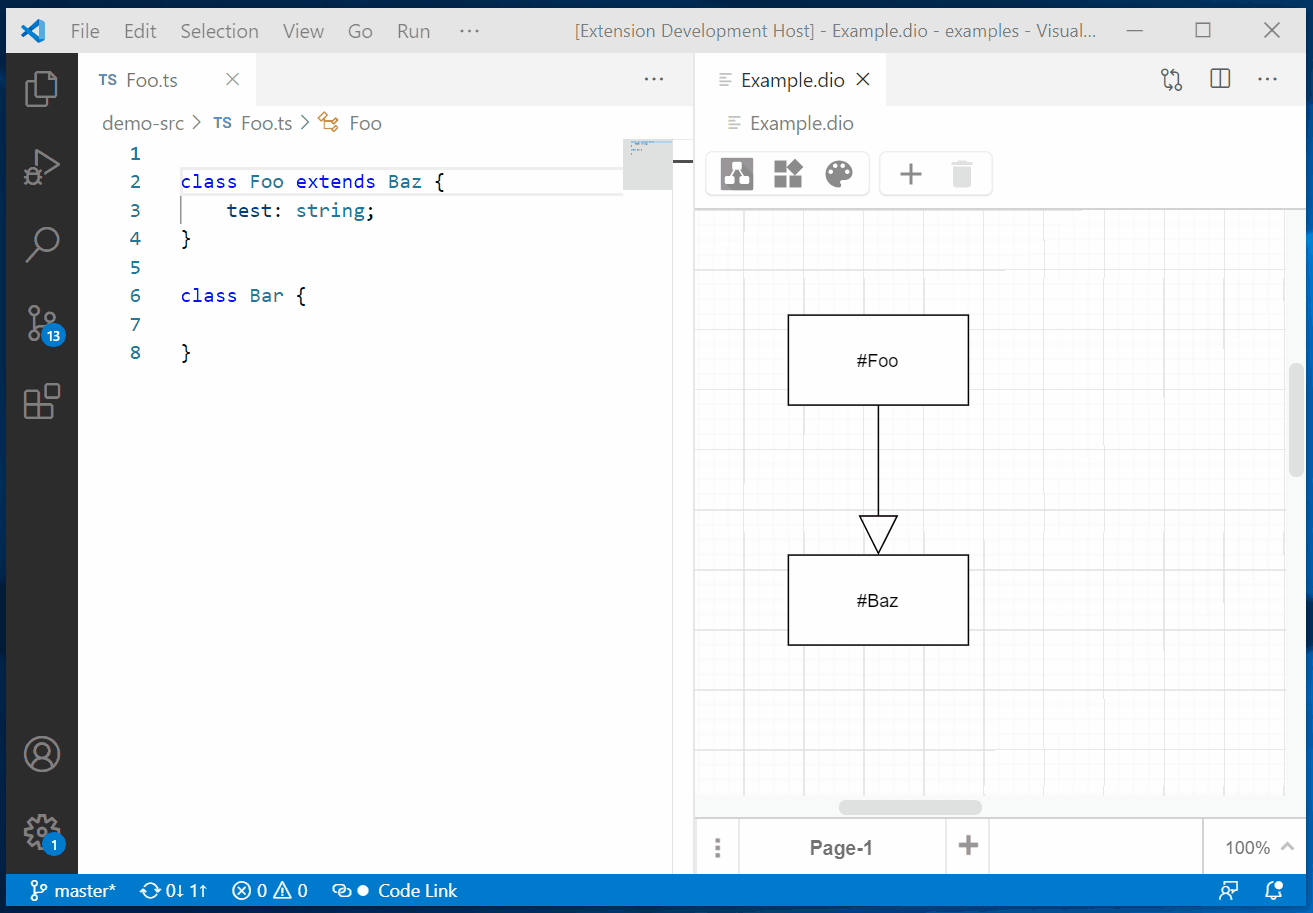 File Edit Selection View Go Run ··· [Extension Development Host] - Example.dio - examples - Visual...
TS Foo.ts
Example.dio
demo-src > TS Foo.ts > Foo
Example.dio
1
2 class Foo extends Baz {
3 test: string;
4 }
5
6 class Bar {
7
8 }
#Foo
#Baz
13
1
Page-1
100%
master* 0↓ 1↑ 0 0 Code Link